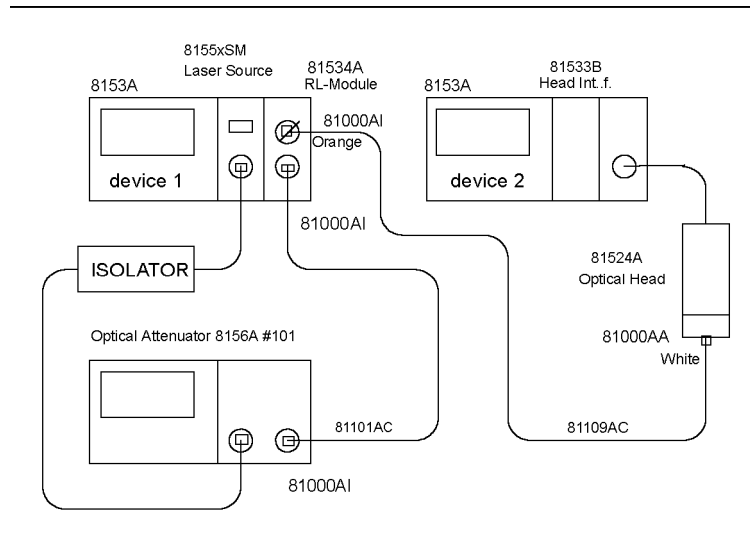 8155xSM
Laser Source
81534A
RL-Module
8153A
81000AI
Orange
device 1
81000AI
81533B
Head Int..f.
8153A
device 2
ISOLATOR
81524A
Optical Head
Optical Attenuator 8156A #101
81000AA
White
81101AC
81109AC
81000AI